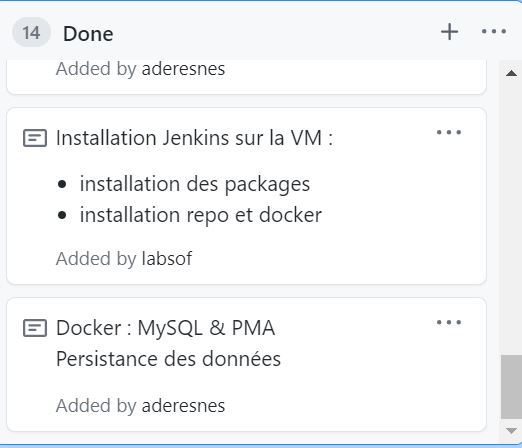 14 Done
Added by aderesnes
Installation Jenkins sur la VM :
installation des packages
installation repo et docker
Added by labsof
Docker : MySQL & PMA
Persistance des données
Added by aderesnes